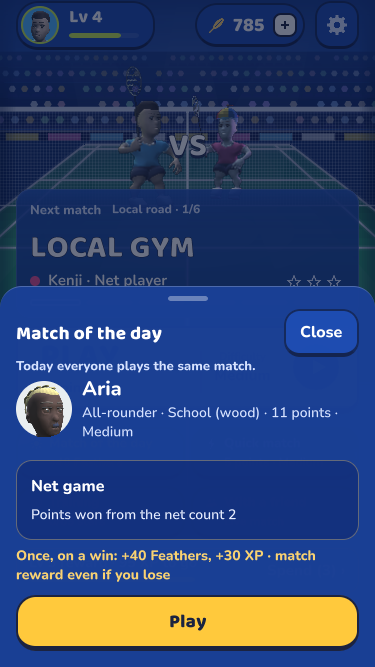 Lv 4
785
VS
Next match Local road · 1/6
LOCAL GYM
Kenji · Net player
Match of the day
Close
Today everyone plays the same match.
Aria
All-rounder · School (wood) · 11 points ·
Medium
Net game
Points won from the net count 2
Once, on a win: +40 Feathers, +30 XP · match
reward even if you lose
Play